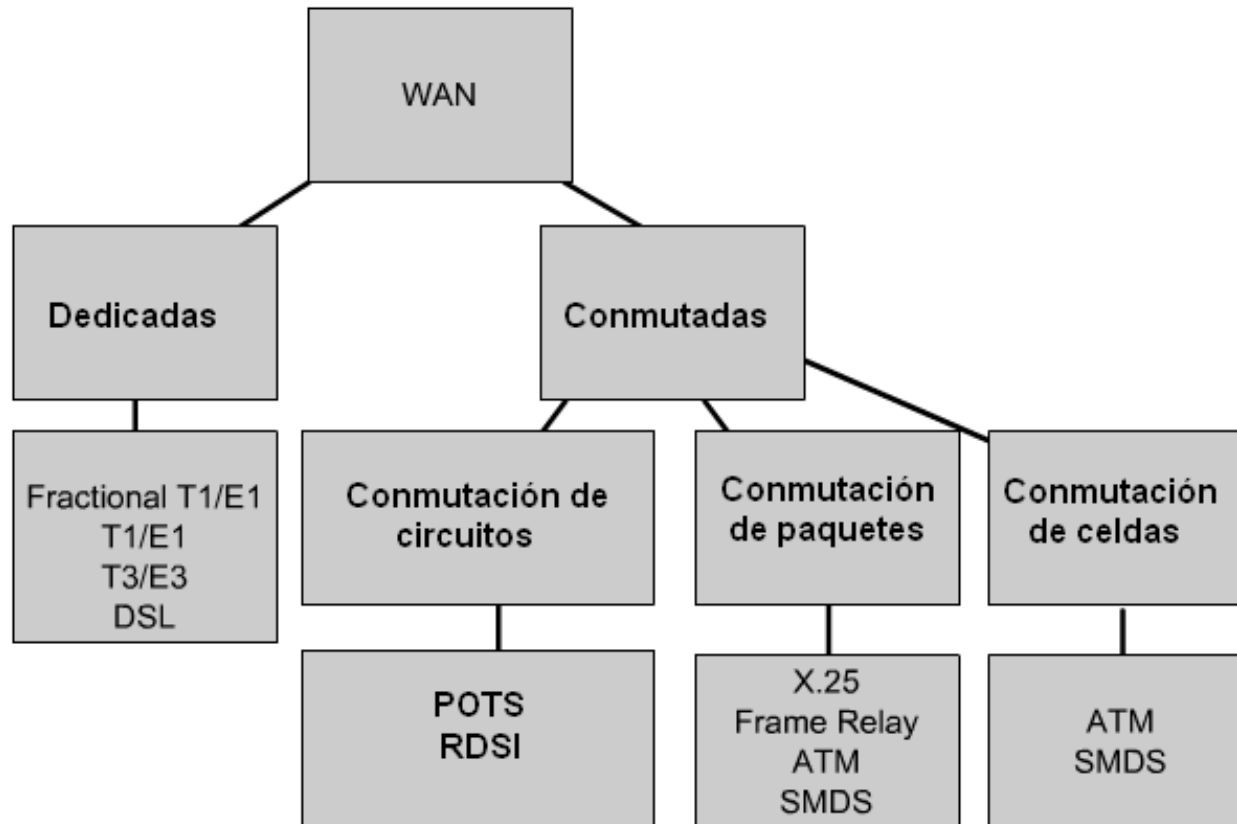 WAN
Dedicadas
Conmutadas
Fractional T1/E1
T1/E1
T3/E3
DSL
Conmutación de
circuitos
Conmutación
de paquetes
Conmutación
de celdas
POTS
RDSI
X.25
Frame Relay
ATM
SMDS
ATM
SMDS